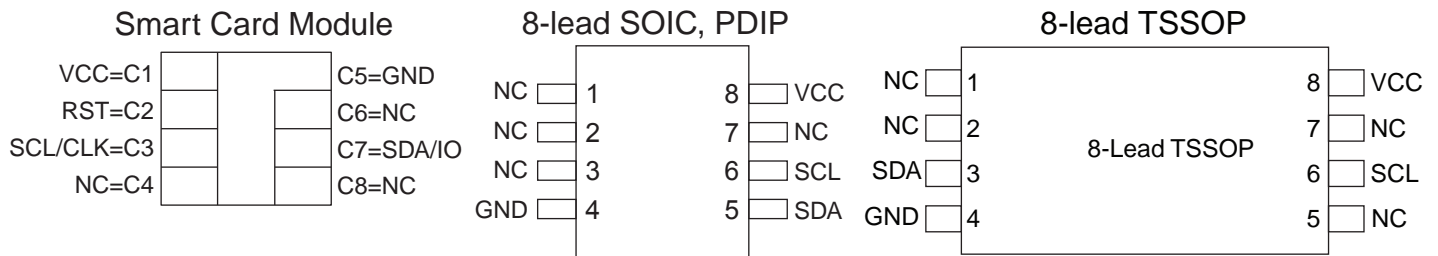 Smart Card Module
VCC=C1
C5=GND
RST=C2
C6=NC
SCL/CLK=C3
C7=SDA/IO
NC=C4
C8=NC
8-lead SOIC, PDIP
NC 1 8 VCC
NC 2 7 NC
NC 3 6 SCL
GND 4 5 SDA
8-lead TSSOP
NC 1 8 VCC
NC 2 7 NC
8-Lead TSSOP
SDA 3 6 SCL
GND 4 5 NC